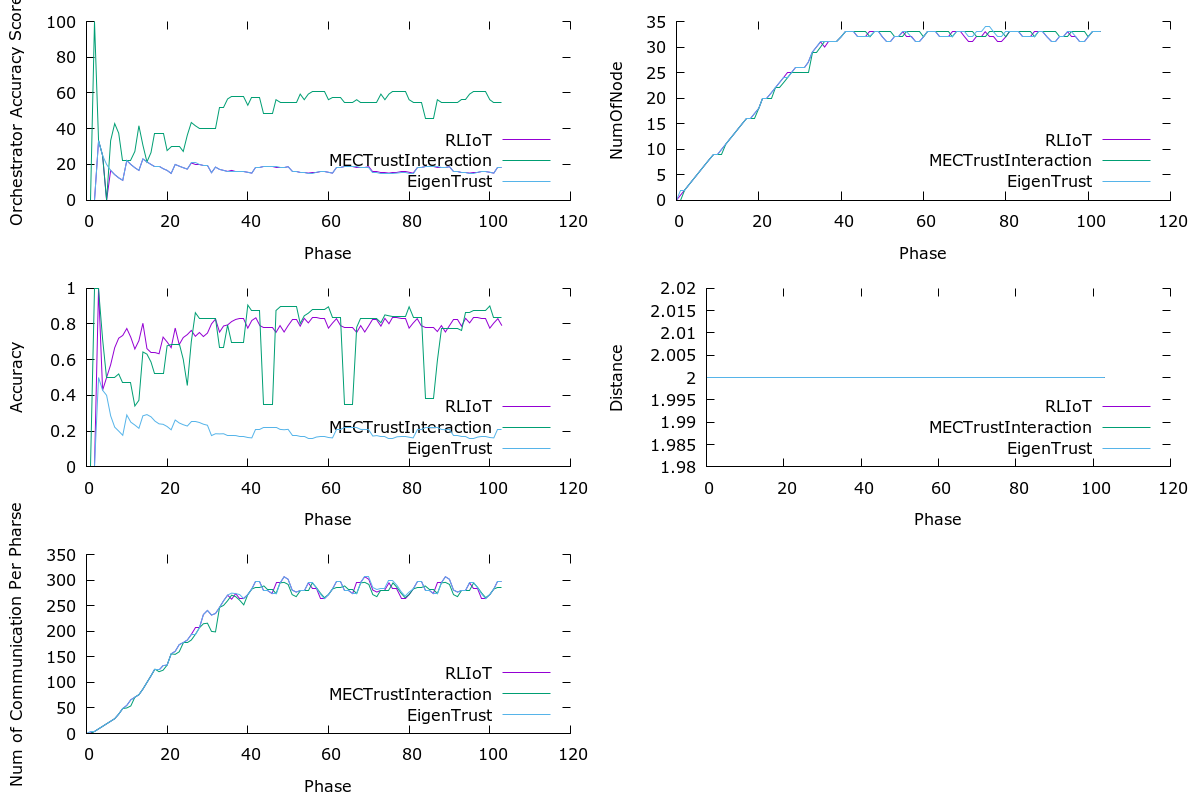 Orchestrator Accuracy Score
100
80
60
40
20
0
RLIoT
MECTrustInteraction
EigenTrust
0 20 40 60 80 100 120
Phase
NumOfNode
35
30
25
20
15
10
5
0
RLIoT
MECTrustInteraction
EigenTrust
0 20 40 60 80 100 120
Phase
Accuracy
1
0.8
0.6
0.4
0.2
0
RLIoT
MECTrustInteraction
EigenTrust
0 20 40 60 80 100 120
Phase
Distance
2.02
2.015
2.01
2.005
2
1.995
1.99
1.985
1.98
RLIoT
MECTrustInteraction
EigenTrust
0 20 40 60 80 100 120
Phase
Num of Communication Per Pharse
350
300
250
200
150
100
50
0
RLIoT
MECTrustInteraction
EigenTrust
0 20 40 60 80 100 120
Phase